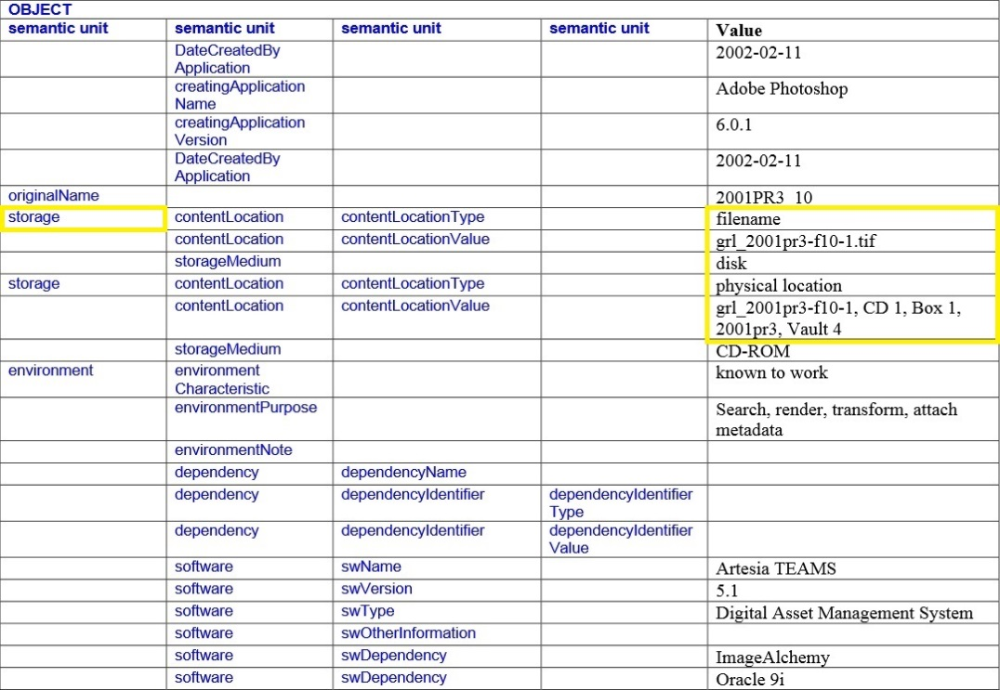 OBJECT
semantic unit semantic unit semantic unit semantic unit Value
DateCreatedBy 2002-02-11
Application
creatingApplication Adobe Photoshop
Name
creatingApplication 6.0.1
Version
DateCreatedBy 2002-02-11
Application
originalName 2001PR3_10
storage contentLocation contentLocationType filename
contentLocation contentLocationValue grl_2001pr3-f10-1.tif
storageMedium disk
storage contentLocation contentLocationType physical location
contentLocation contentLocationValue grl_2001pr3-f10-1, CD 1, Box 1,
2001pr3, Vault 4
storageMedium CD-ROM
environment environment known to work
Characteristic
environmentPurpose Search, render, transform, attach
metadata
environmentNote
dependency dependencyName
dependency dependencyIdentifier dependencyIdentifier
Type
dependency dependencyIdentifier dependencyIdentifier
Value
software swName Artesia TEAMS
software swVersion 5.1
software swType Digital Asset Management System
software swOtherInformation
software swDependency ImageAlchemy
software swDependency Oracle 9i